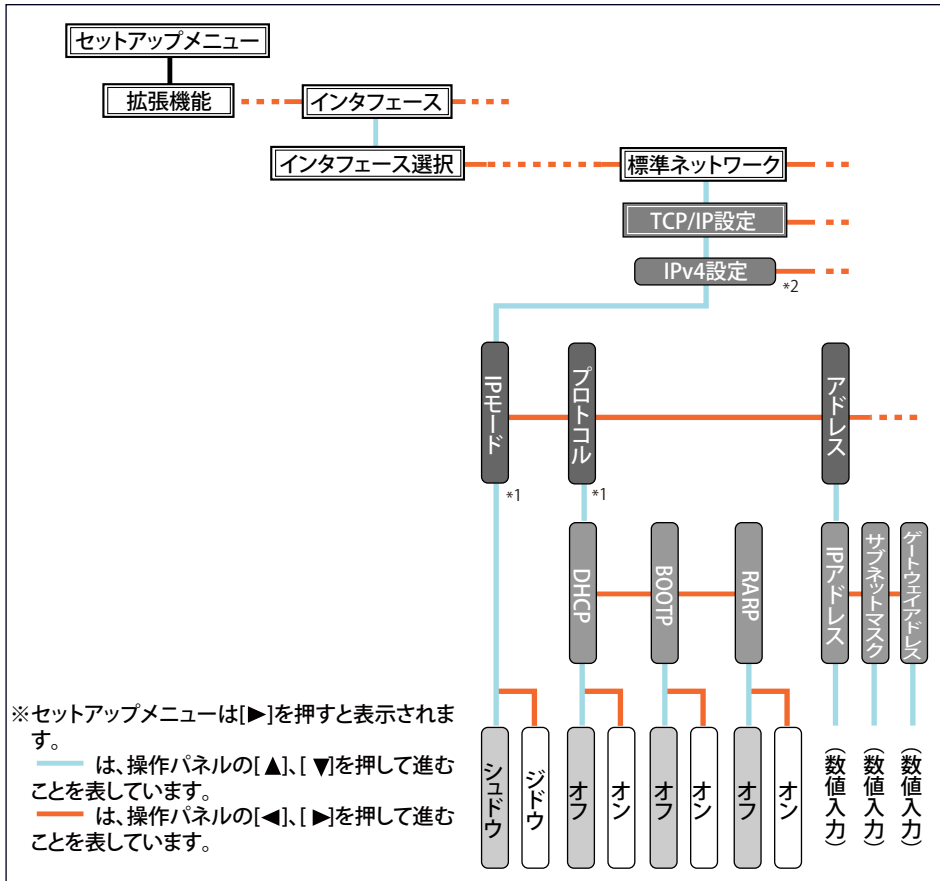 セットアップメニュー
拡張機能
インタフェース
インタフェース選択
標準ネットワーク
TCP/IP設定
IPv4設定
*2
IPモード
*1
プロトコル
*1
アドレス
DHCP
BOOTP
RARP
IPアドレス
サブネットマスク
ゲートウェイアドレス
シュドウ
ジドウ
オフ
オン
オフ
オン
オフ
オン
(数値入力)
(数値入力)
(数値入力)
※セットアップメニューは[▶]を押すと表示されま
す。
は、操作パネルの[▲]、[▼]を押して進む
ことを表しています。
は、操作パネルの[◀]、[▶]を押して進む
ことを表しています。